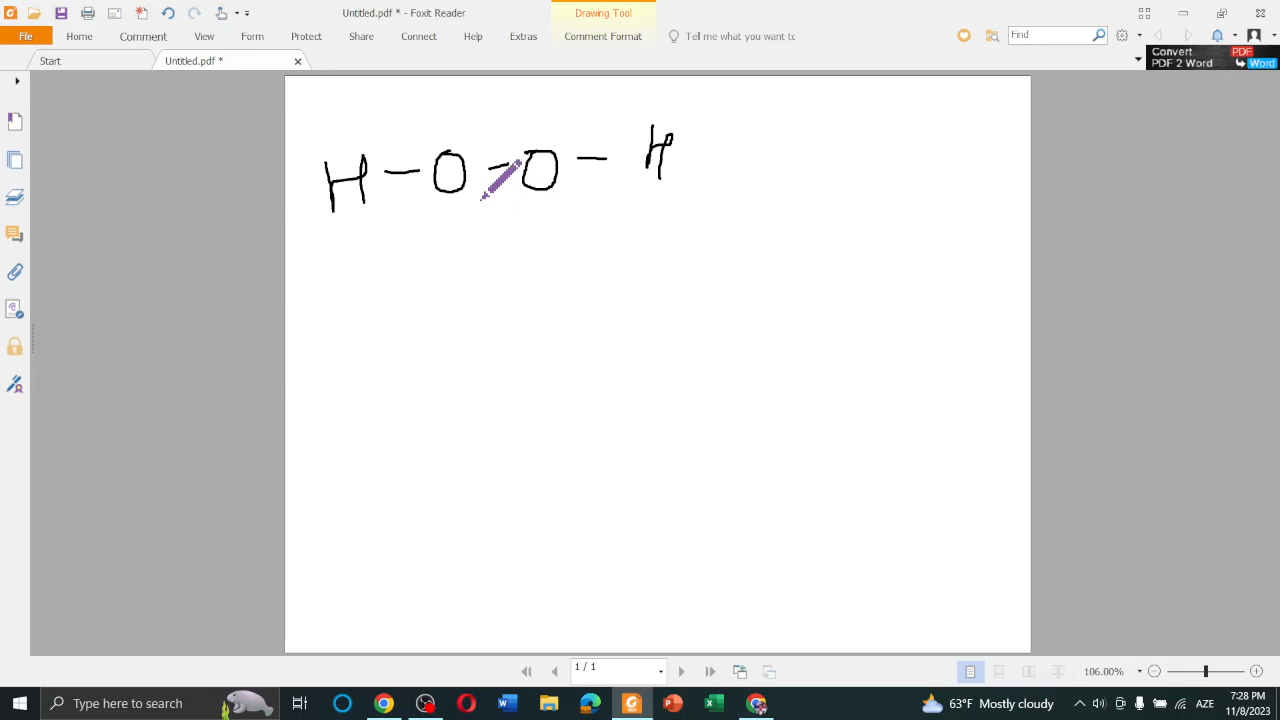 Untitled.pdf * - Foxit Reader
Drawing Tool
File
Home
Comment
View
Form
Protect
Share
Connect
Help
Extras
Comment Format
Tell me what you want to
Find
Start
Untitled.pdf *
Convert PDF
PDF 2 Word Word
H - O - O - H
1 / 1
106.00%
Type here to search
63°F Mostly cloudy
AZE
7:28 PM
11/8/2023